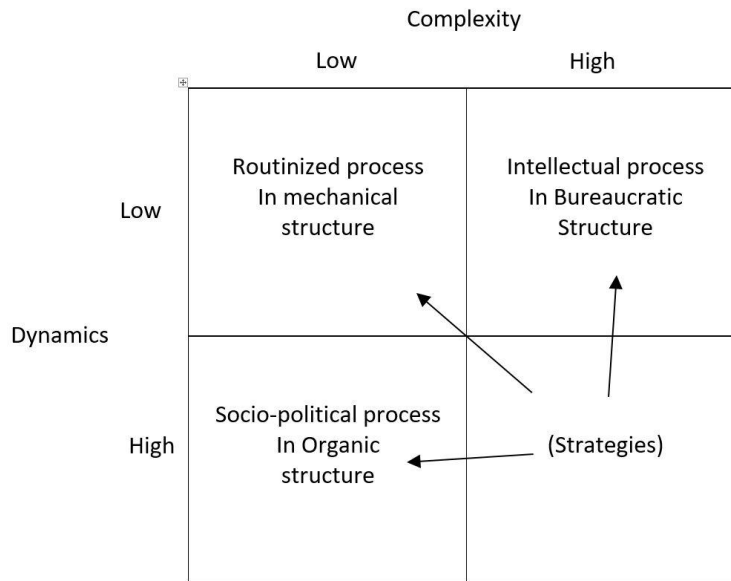 Complexity
Low
High
Routinized process
In mechanical
structure
Intellectual process
In Bureaucratic
Structure
Low
Dynamics
Socio-political process
In Organic
structure
High
(Strategies)